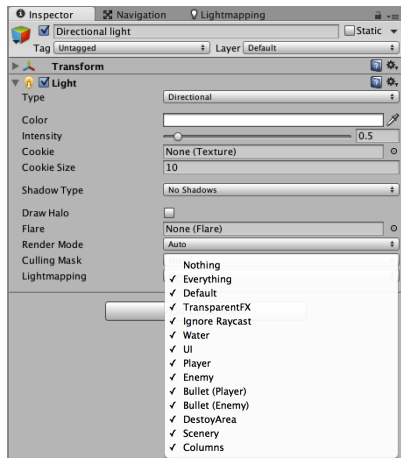 Inspector Navigation Lightmapping
Directional light Static
Tag Untagged Layer Default
Transform
Light
Type Directional
Color
Intensity 0.5
Cookie None (Texture)
Cookie Size 10
Shadow Type No Shadows
Draw Halo
Flare None (Flare)
Render Mode Auto
Culling Mask
Lightmapping
Nothing
Everything
Default
TransparentFX
Ignore Raycast
Water
UI
Player
Enemy
Bullet (Player)
Bullet (Enemy)
DestoyArea
Scenery
Columns